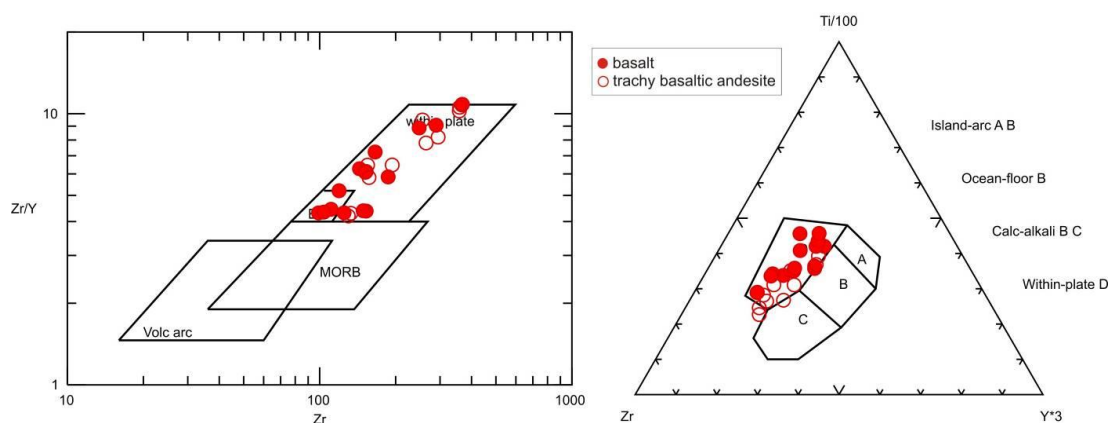 10
Zr/Y
1
within plate
E
MORB
Volc arc
10
100
1000
Zr
Ti/100
basalt
trachy basaltic andesite
Island-arc A B
Ocean-floor B
Calc-alkali B C
Within-plate D
A
B
C
Zr
Y*3